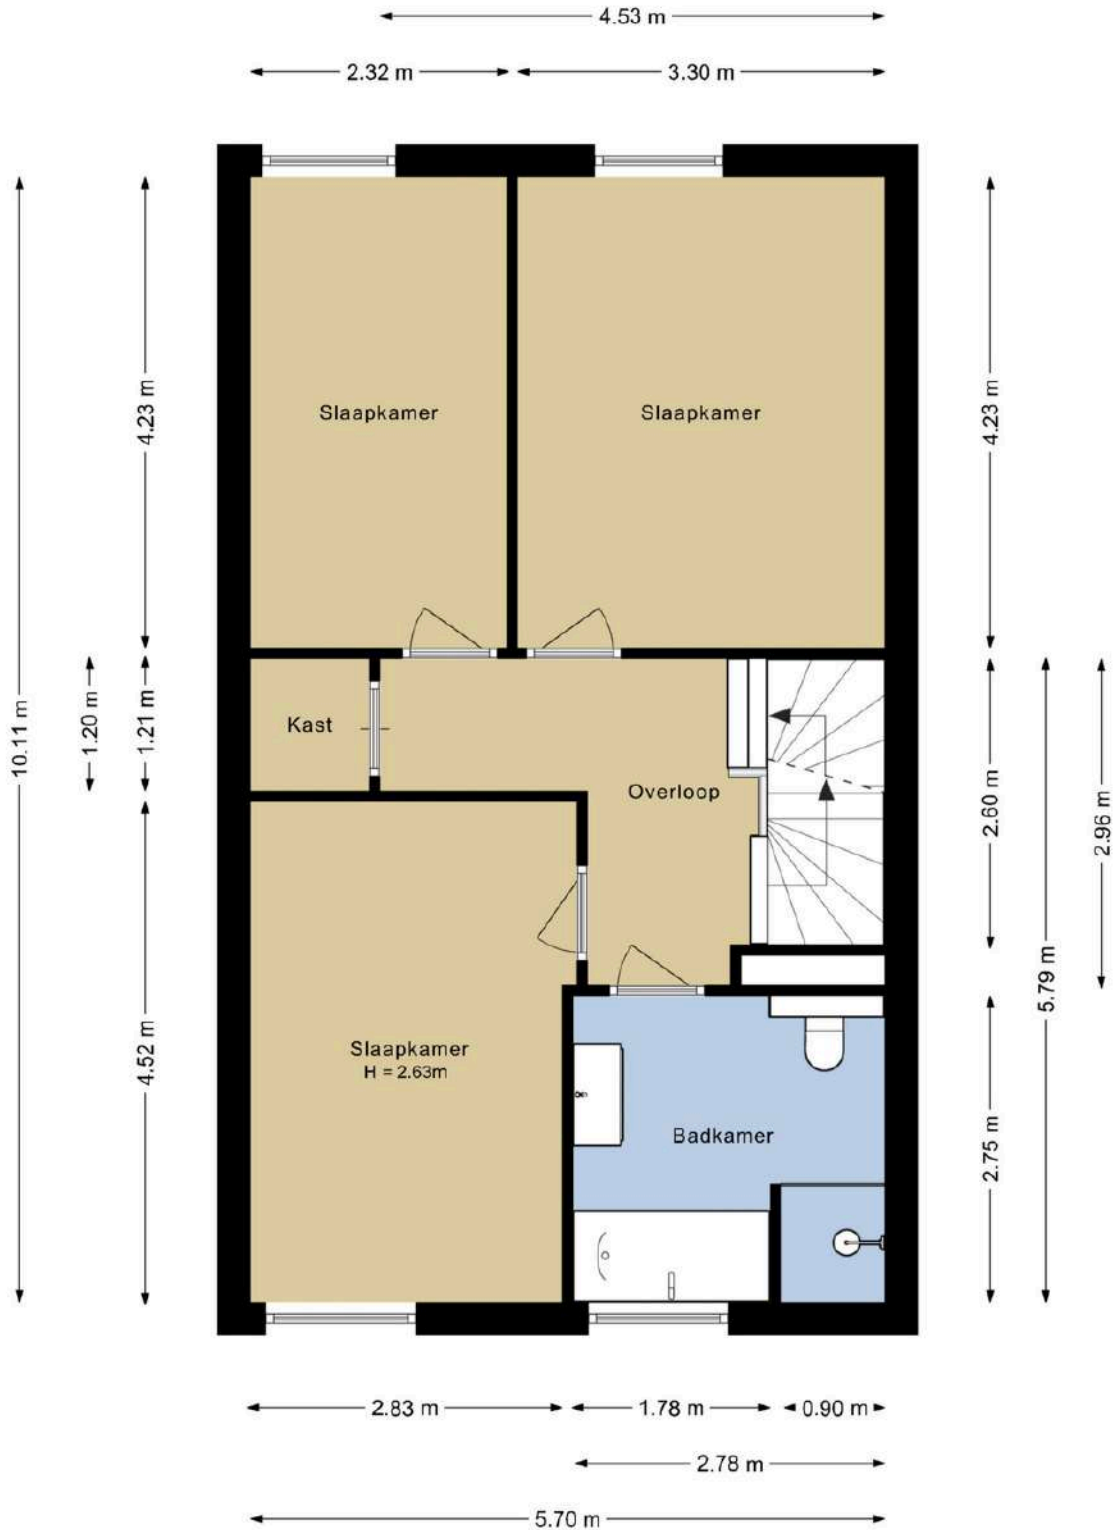 4.53 m
2.32 m
3.30 m
4.23 m
4.23 m
Slaapkamer
Slaapkamer
10.11 m
1.20 m
1.21 m
Kast
Overloop
2.60 m
2.96 m
5.79 m
4.52 m
Slaapkamer
H = 2.63m
Badkamer
2.75 m
2.83 m
1.78 m
0.90 m
2.78 m
5.70 m